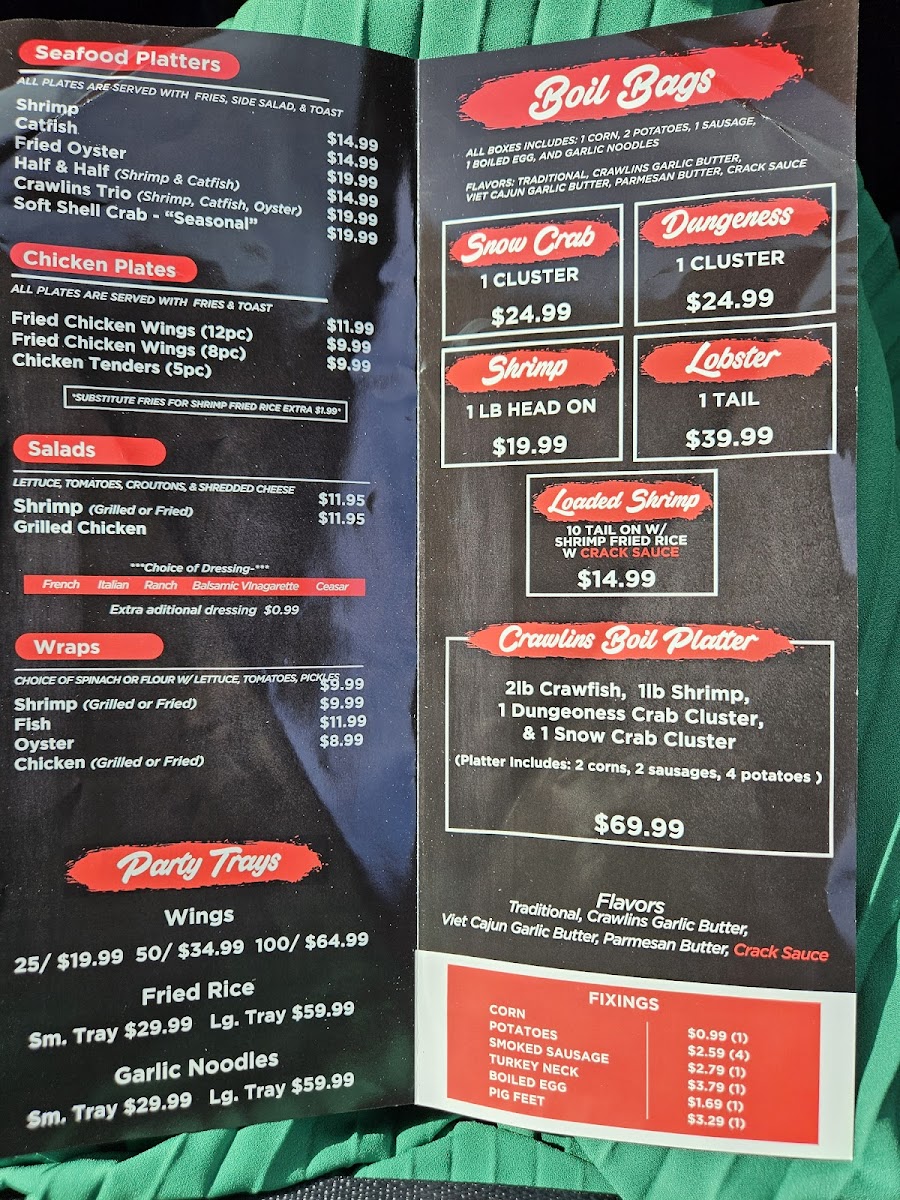 Seafood Platters
ALL PLATES ARE SERVED WITH FRIES, SIDE SALAD, & TOAST
Shrimp $14.99
Catfish $14.99
Fried Oyster $19.99
Half & Half (Shrimp & Catfish) $14.99
Crawlins Trio (Shrimp, Catfish, Oyster) $19.99
Soft Shell Crab - "Seasonal" $19.99
Chicken Plates
ALL PLATES ARE SERVED WITH FRIES & TOAST
Fried Chicken Wings (12pc) $11.99
Fried Chicken Wings (8pc) $9.99
Chicken Tenders (5pc) $9.99
*SUBSTITUTE FRIES FOR SHRIMP FRIED RICE EXTRA $1.99*
Salads
LETTUCE, TOMATOES, CROUTONS, & SHREDDED CHEESE
Shrimp (Grilled or Fried) $11.95
Grilled Chicken $11.95
***Choice of Dressing-***
French Italian Ranch Balsamic VInagarette Ceasar
Extra aditional dressing $0.99
Wraps
CHOICE OF SPINACH OR FLOUR W/ LETTUCE, TOMATOES, PICKLES
Shrimp (Grilled or Fried) $9.99
Fish $9.99
Oyster $11.99
Chicken (Grilled or Fried) $8.99
Party Trays
Wings
25/ $19.99 50/ $34.99 100/ $64.99
Fried Rice
Sm. Tray $29.99 Lg. Tray $59.99
Garlic Noodles
Sm. Tray $29.99 Lg. Tray $59.99
Boil Bags
ALL BOXES INCLUDES: 1 CORN, 2 POTATOES, 1 SAUSAGE,
1 BOILED EGG, AND GARLIC NOODLES
FLAVORS: TRADITIONAL, CRAWLINS GARLIC BUTTER,
VIET CAJUN GARLIC BUTTER, PARMESAN BUTTER, CRACK SAUCE
Snow Crab
1 CLUSTER
$24.99
Dungeness
1 CLUSTER
$24.99
Shrimp
1 LB HEAD ON
$19.99
Lobster
1 TAIL
$39.99
Loaded Shrimp
10 TAIL ON W/
SHRIMP FRIED RICE
W CRACK SAUCE
$14.99
Crawlins Boil Platter
2lb Crawfish, 1lb Shrimp,
1 Dungeoness Crab Cluster,
& 1 Snow Crab Cluster
(Platter Includes: 2 corns, 2 sausages, 4 potatoes )
$69.99
Flavors
Traditional, Crawlins Garlic Butter,
Viet Cajun Garlic Butter, Parmesan Butter, Crack Sauce
FIXINGS
CORN $0.99 (1)
POTATOES $2.59 (4)
SMOKED SAUSAGE $2.79 (1)
TURKEY NECK $3.79 (1)
BOILED EGG $1.69 (1)
PIG FEET $3.29 (1)